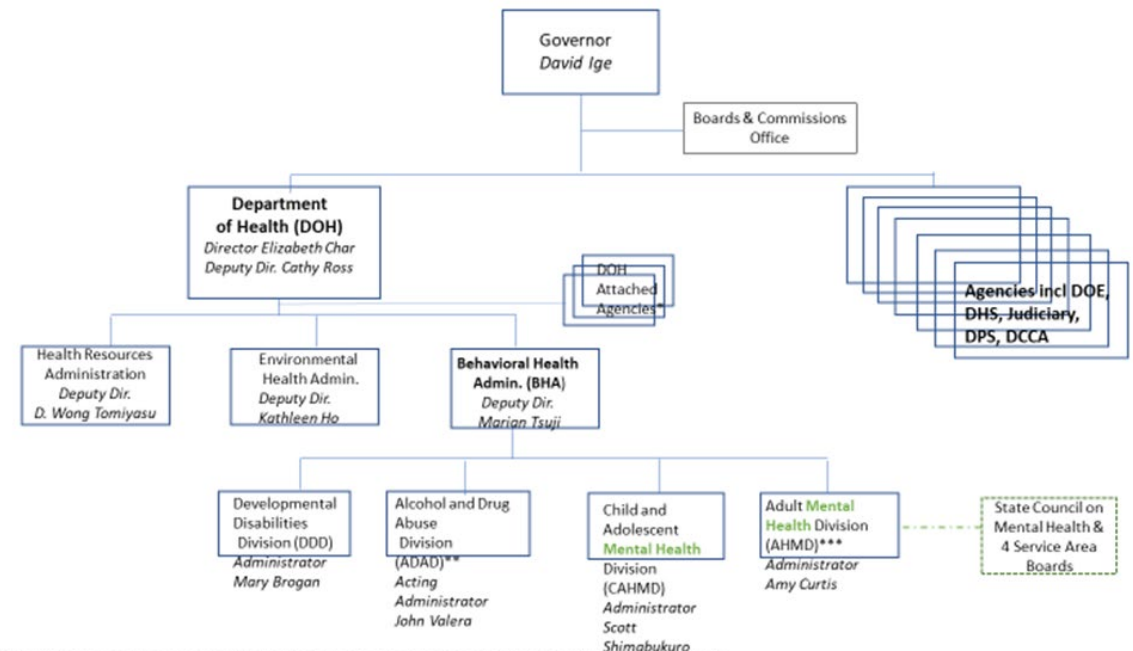 Governor
David Ige
Boards & Commissions
Office
Department
of Health (DOH)
Director Elizabeth Char
Deputy Dir. Cathy Ross
DOH
Attached
Agencies*
Agencies incl DOE,
DHS, Judiciary,
DPS, DCCA
Health Resources
Administration
Deputy Dir.
D. Wong Tomiyasu
Environmental
Health Admin.
Deputy Dir.
Kathleen Ho
Behavioral Health
Admin. (BHA)
Deputy Dir.
Marian Tsuji
Developmental
Disabilities
Division (DDD)
Administrator
Mary Brogan
Alcohol and Drug
Abuse
Division
(ADAD)**
Acting
Administrator
John Valera
Child and
Adolescent
Mental Health
Division
(CAHMD)
Administrator
Scott
Shimabukuro
Adult Mental
Health Division
(AHMD)***
Administrator
Amy Curtis
State Council on
Mental Health &
4 Service Area
Boards